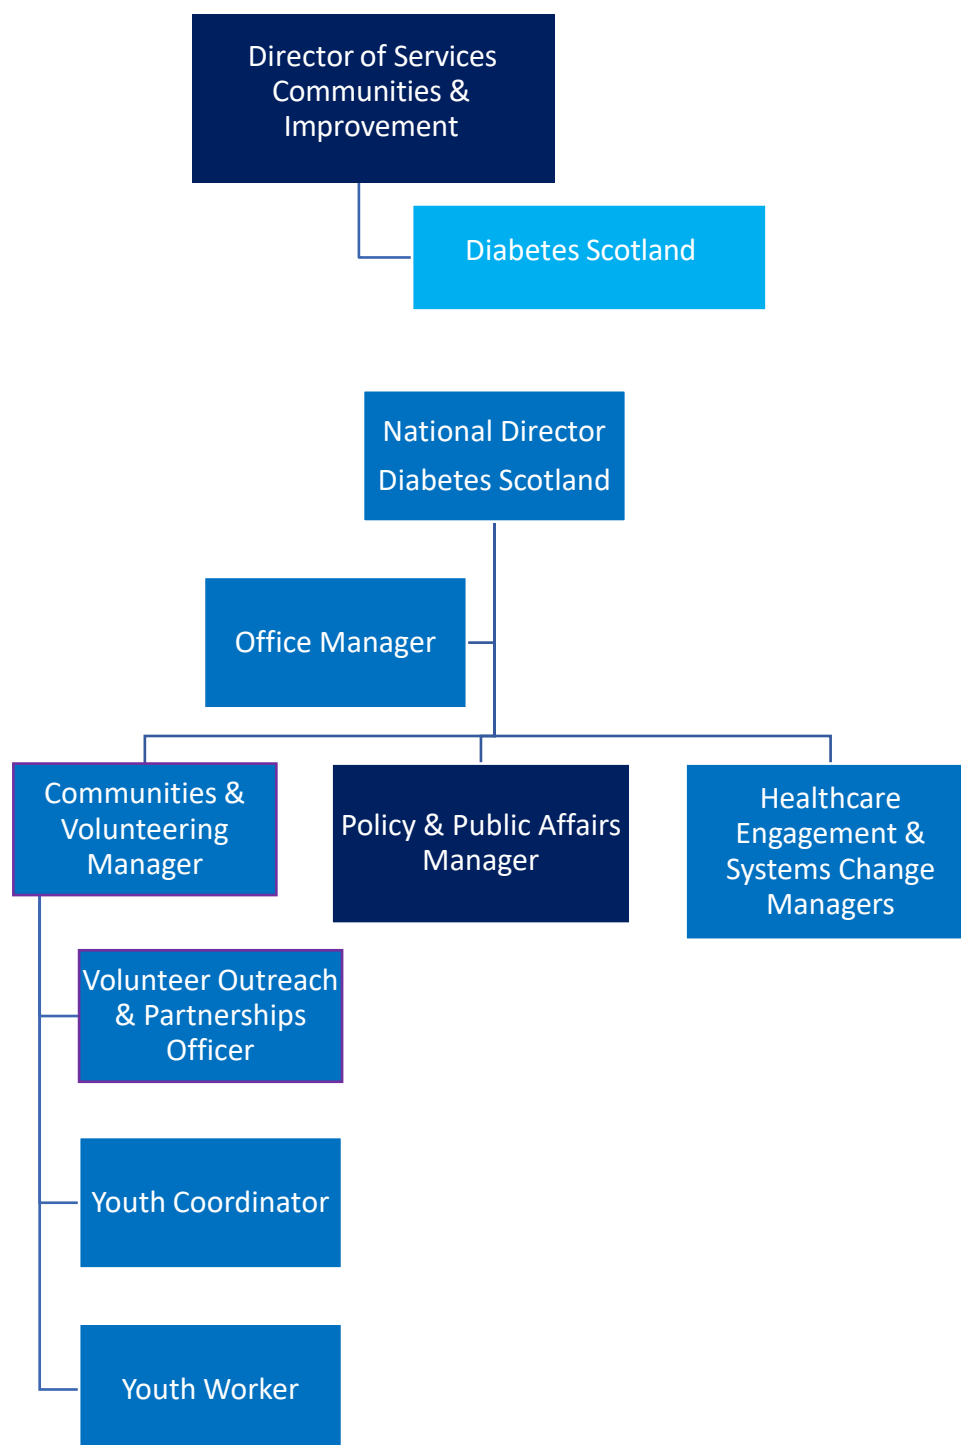 Director of Services
Communities &
Improvement
Diabetes Scotland
National Director
Diabetes Scotland
Office Manager
Communities &
Volunteering
Manager
Policy & Public Affairs
Manager
Healthcare
Engagement &
Systems Change
Managers
Volunteer Outreach
& Partnerships
Officer
Youth Coordinator
Youth Worker